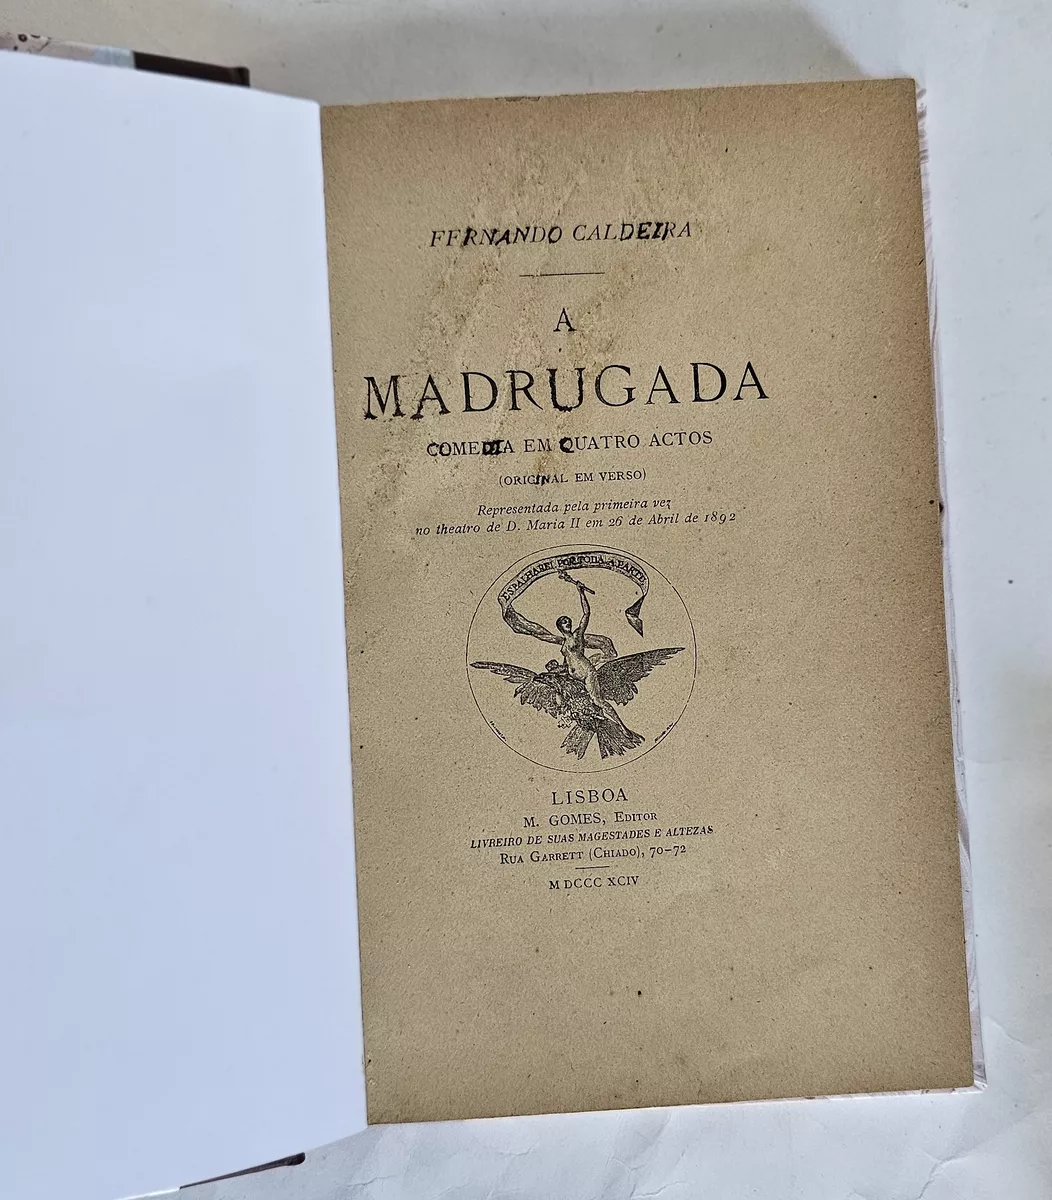 FERNANDO CALDEIRA
A
MADRUGADA
COMEDIA EM QUATRO ACTOS
(ORIGINAL EM VERSO)
Representada pela primeira vez
no theatro de D. Maria II em 26 de Abril de 1892
ESPALHAREI POR TODA A PARTE
LISBOA
M. GOMES, EDITOR
LIVREIRO DE SUAS MAGESTADES E ALTEZAS
RUA GARRETT (CHIADO), 70-72
M DCCC XCIV